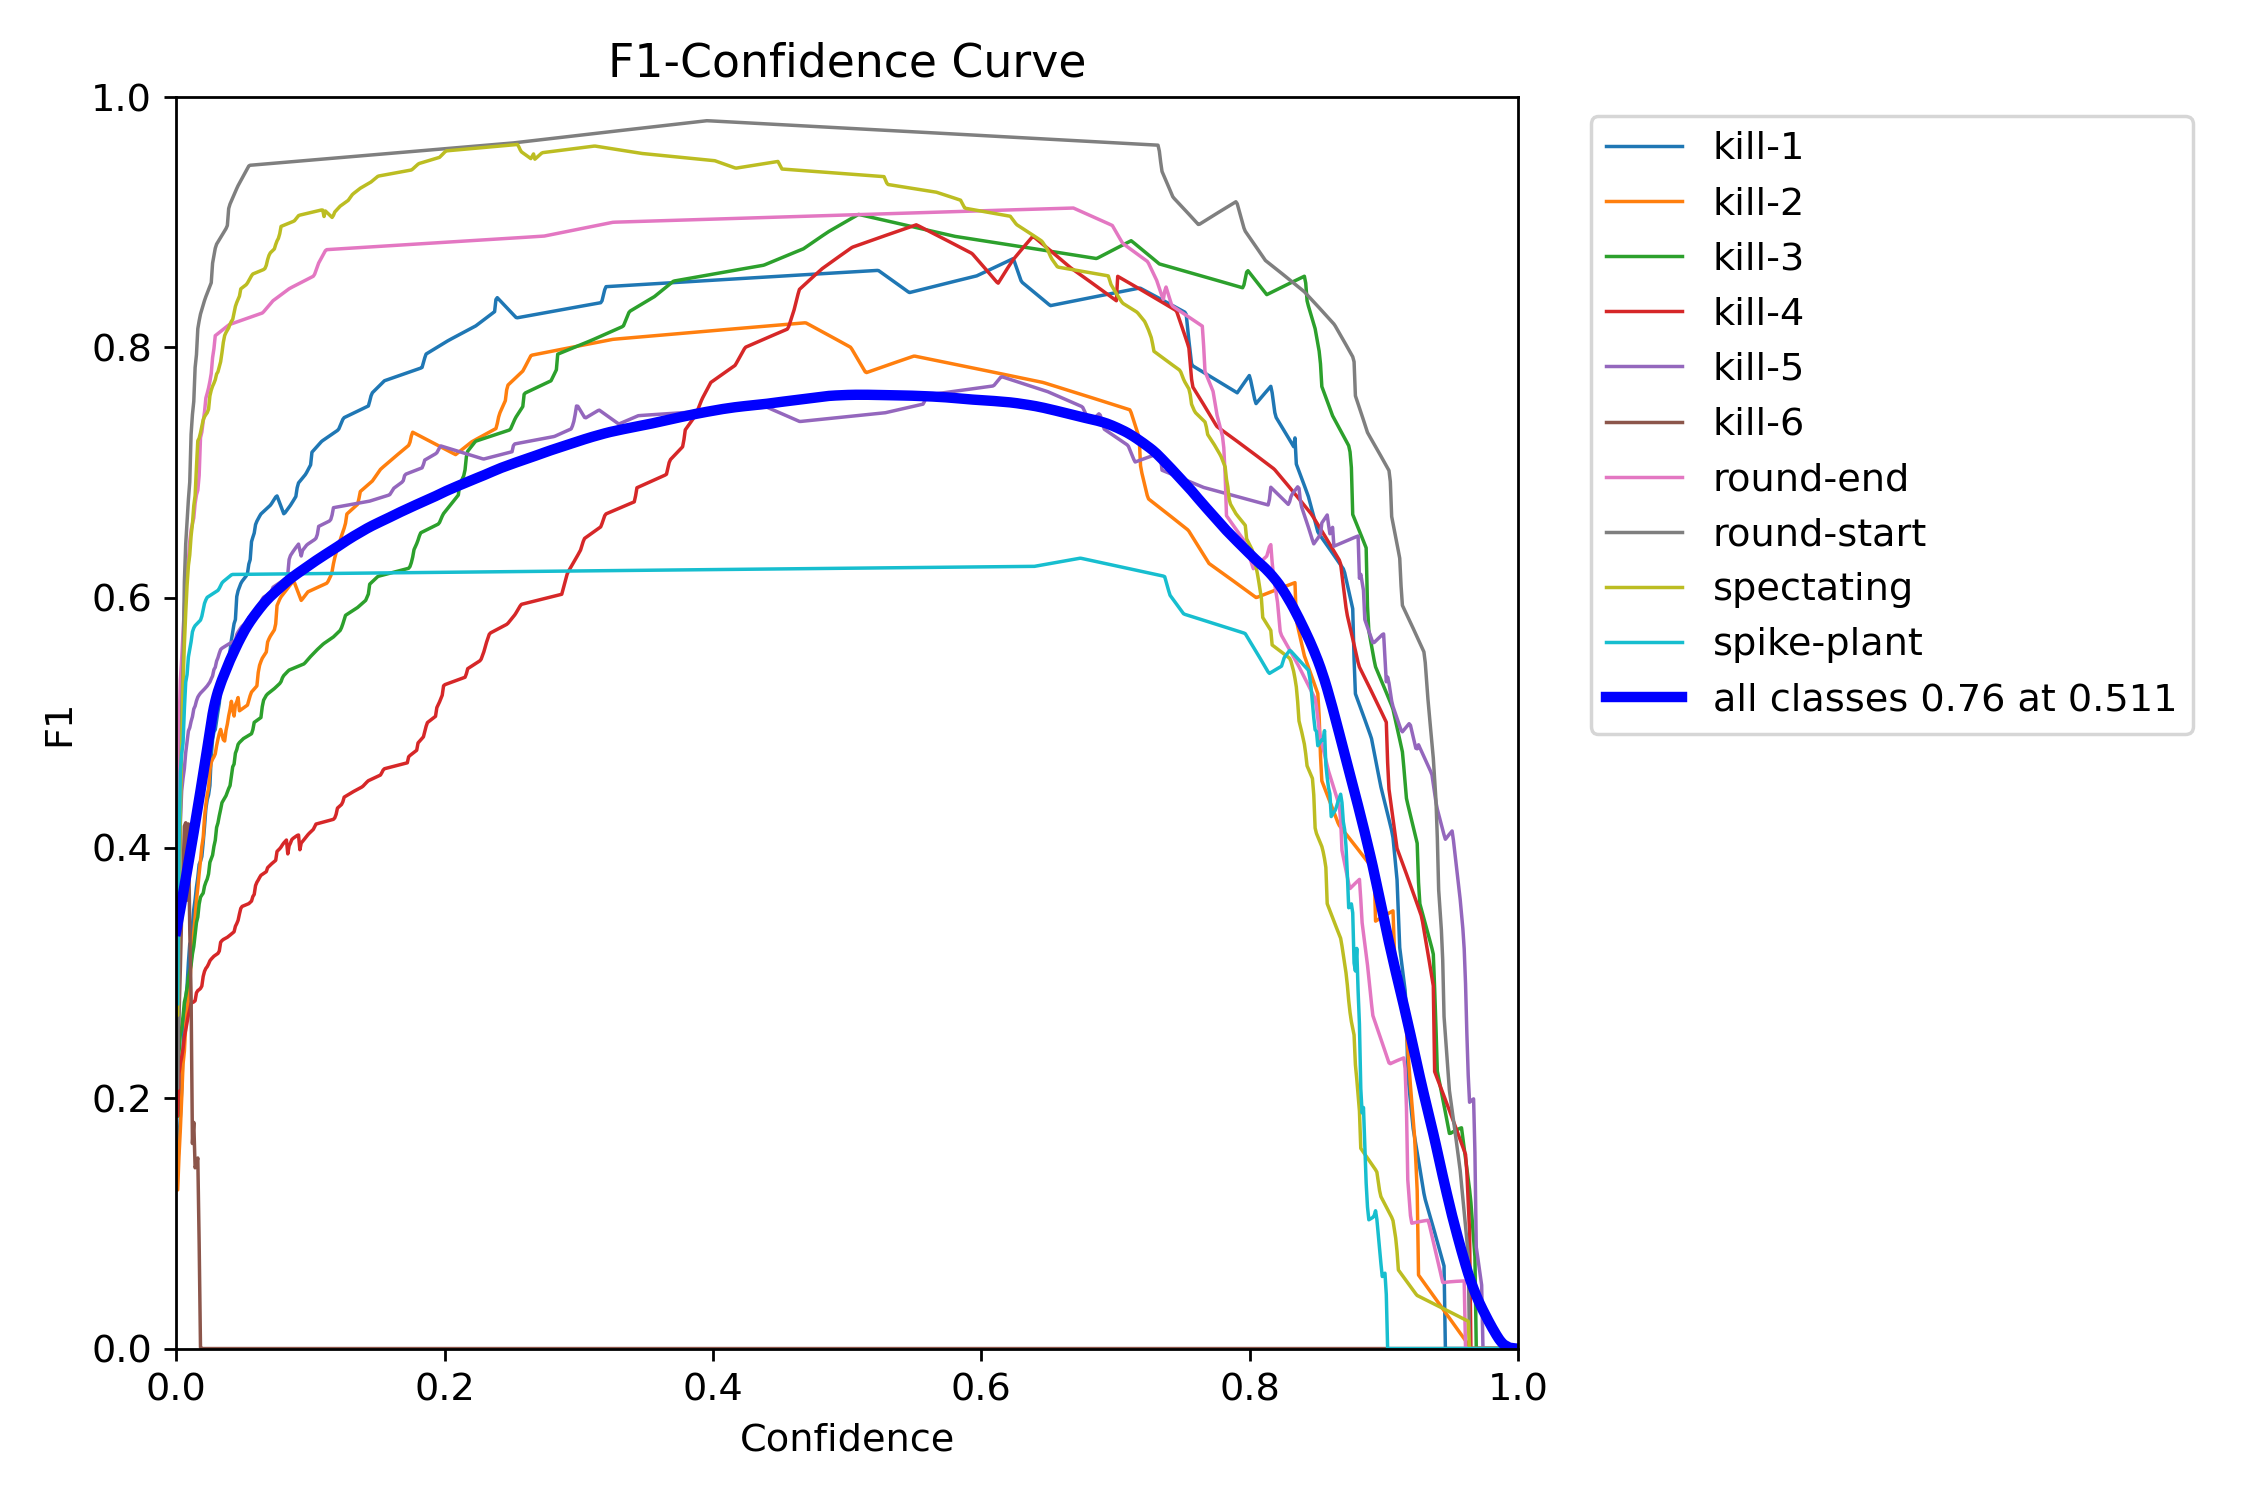 F1-Confidence Curve
1.0
0.8
0.6
0.4
0.2
0.0
F1
0.0 0.2 0.4 0.6 0.8 1.0
Confidence
kill-1
kill-2
kill-3
kill-4
kill-5
kill-6
round-end
round-start
spectating
spike-plant
all classes 0.76 at 0.511